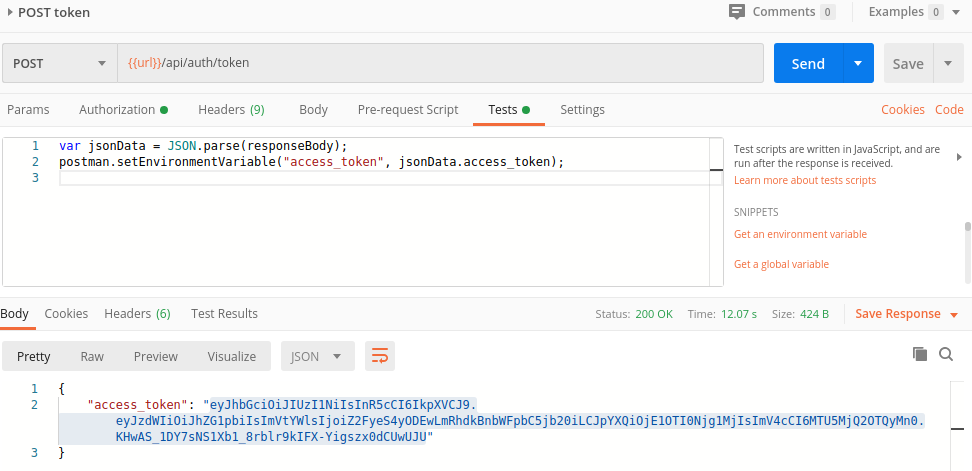 POST token
Comments 0 Examples 0
POST {{url}}/api/auth/token Send Save
Params Authorization Headers (9) Body Pre-request Script Tests Settings Cookies Code
1 var jsonData = JSON.parse(responseBody);
2 postman.setEnvironmentVariable("access_token", jsonData.access_token);
3
Test scripts are written in JavaScript, and are
run after the response is received.
Learn more about tests scripts
SNIPPETS
Get an environment variable
Get a global variable
Body Cookies Headers (6) Test Results Status: 200 OK Time: 12.07 s Size: 424 B Save Response
Pretty Raw Preview Visualize JSON
1 {
2 "access_token": "eyJhbGciOiJIUzI1NiIsInR5cCI6IkpXVCJ9.
eyJzdWIiOiJhZG1pbiIsImVtYWlsIjoiZ2FyeS4yODEwLmRhdkBnbWFpbC5jb20iLCJpYXQiOjE1OTI0Njg1MjIsImV4cCI6MTU5MjQ2OTQyMn0.
KHwAS_1DY7sNS1Xb1_8rblr9kIFX-Yigszx0dCUwUJU"
3 }